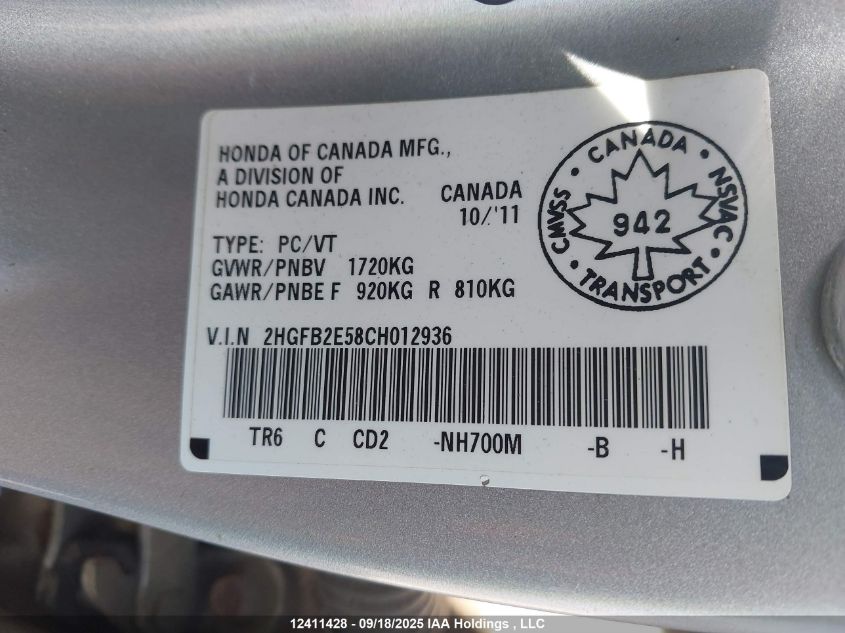 HONDA OF CANADA MFG.,
A DIVISION OF
HONDA CANADA INC.
CANADA
10/'11
TYPE: PC/VT
GVWR/PNBV 1720KG
GAWR/PNBE F 920KG R 810KG
CANADA • NSVAC • TRANSPORT • CMVSS •
942
V.I.N 2HGFB2E58CH012936
TR6 C CD2 -NH700M -B -H
12411428 - 09/18/2025 IAA Holdings , LLC